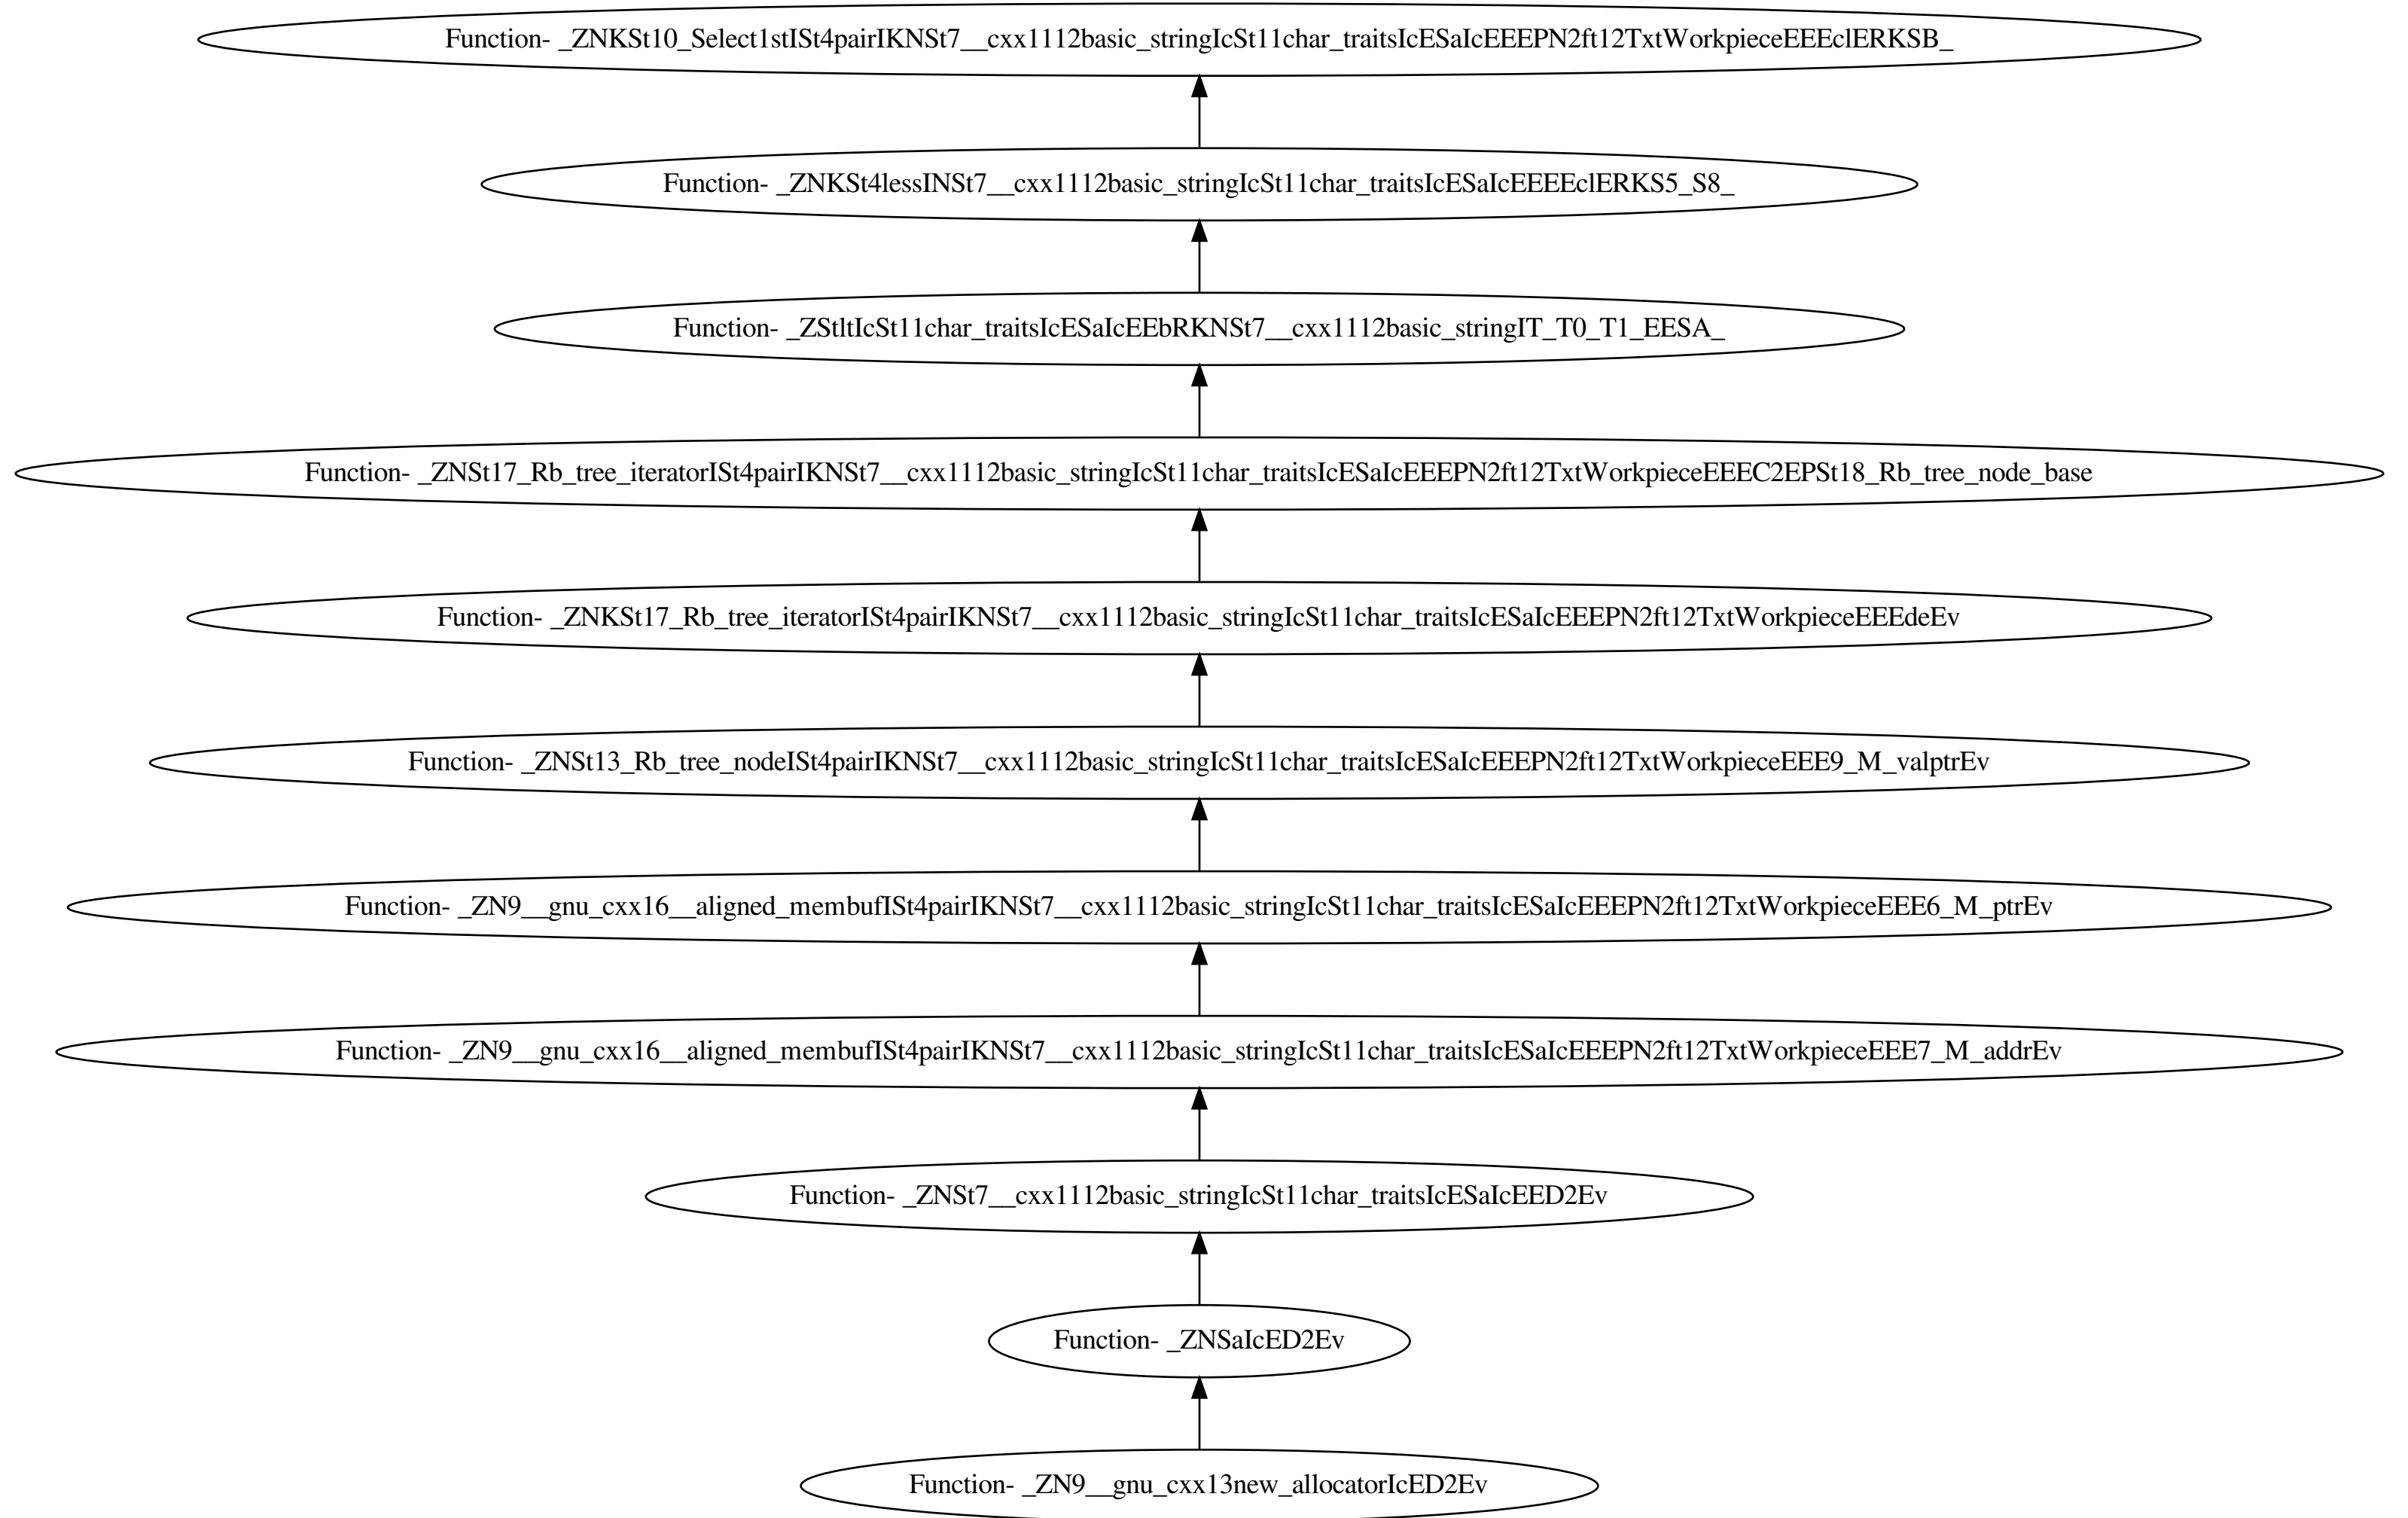 Function- _ZNKSt10_Select1stISt4pairIKNSt7__cxx1112basic_stringIcSt11char_traitsIcESaIcEEEPN2ft12TxtWorkpieceEEEclERKSB_
Function- _ZNKSt4lessINSt7__cxx1112basic_stringIcSt11char_traitsIcESaIcEEEEclERKS5_S8_
Function- _ZStltIcSt11char_traitsIcESaIcEEbRKNSt7__cxx1112basic_stringIT_T0_T1_EESA_
Function- _ZNSt17_Rb_tree_iteratorISt4pairIKNSt7__cxx1112basic_stringIcSt11char_traitsIcESaIcEEEPN2ft12TxtWorkpieceEEEC2EPSt18_Rb_tree_node_base
Function- _ZNKSt17_Rb_tree_iteratorISt4pairIKNSt7__cxx1112basic_stringIcSt11char_traitsIcESaIcEEEPN2ft12TxtWorkpieceEEEdeEv
Function- _ZNSt13_Rb_tree_nodeISt4pairIKNSt7__cxx1112basic_stringIcSt11char_traitsIcESaIcEEEPN2ft12TxtWorkpieceEEE9_M_valptrEv
Function- _ZN9__gnu_cxx16__aligned_membufISt4pairIKNSt7__cxx1112basic_stringIcSt11char_traitsIcESaIcEEEPN2ft12TxtWorkpieceEEE6_M_ptrEv
Function- _ZN9__gnu_cxx16__aligned_membufISt4pairIKNSt7__cxx1112basic_stringIcSt11char_traitsIcESaIcEEEPN2ft12TxtWorkpieceEEE7_M_addrEv
Function- _ZNSt7__cxx1112basic_stringIcSt11char_traitsIcESaIcEED2Ev
Function- _ZNSaIcED2Ev
Function- _ZN9__gnu_cxx13new_allocatorIcED2Ev